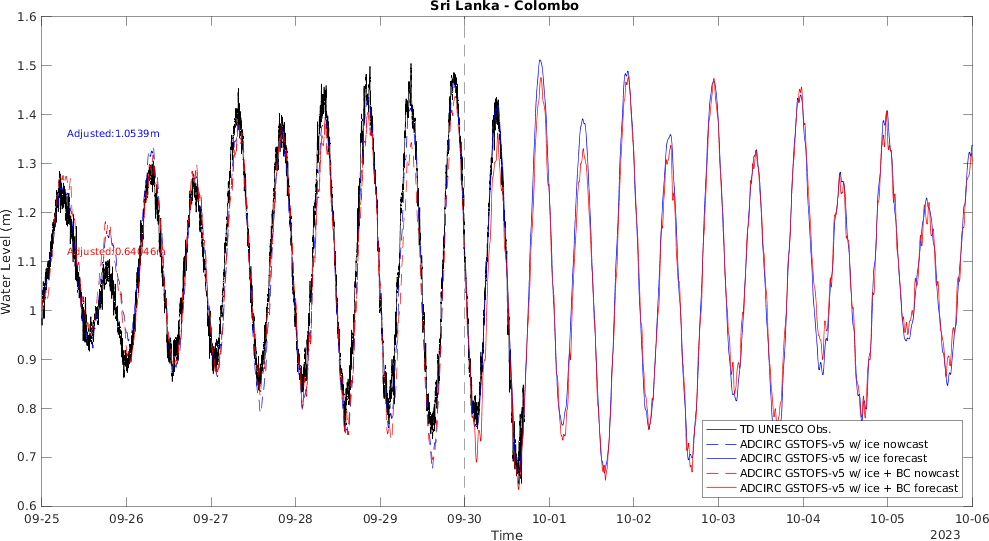 Sri Lanka - Colombo
1.6
1.5
1.4
1.3
1.2
1.1
1
0.9
0.8
0.7
0.6
Water Level (m)
Adjusted:1.0539m
Adjusted:0.64646m
TD UNESCO Obs.
ADCIRC GSTOFS-v5 w/ ice nowcast
ADCIRC GSTOFS-v5 w/ ice forecast
ADCIRC GSTOFS-v5 w/ ice + BC nowcast
ADCIRC GSTOFS-v5 w/ ice + BC forecast
09-25 09-26 09-27 09-28 09-29 09-30 10-01 10-02 10-03 10-04 10-05 10-06
Time
2023